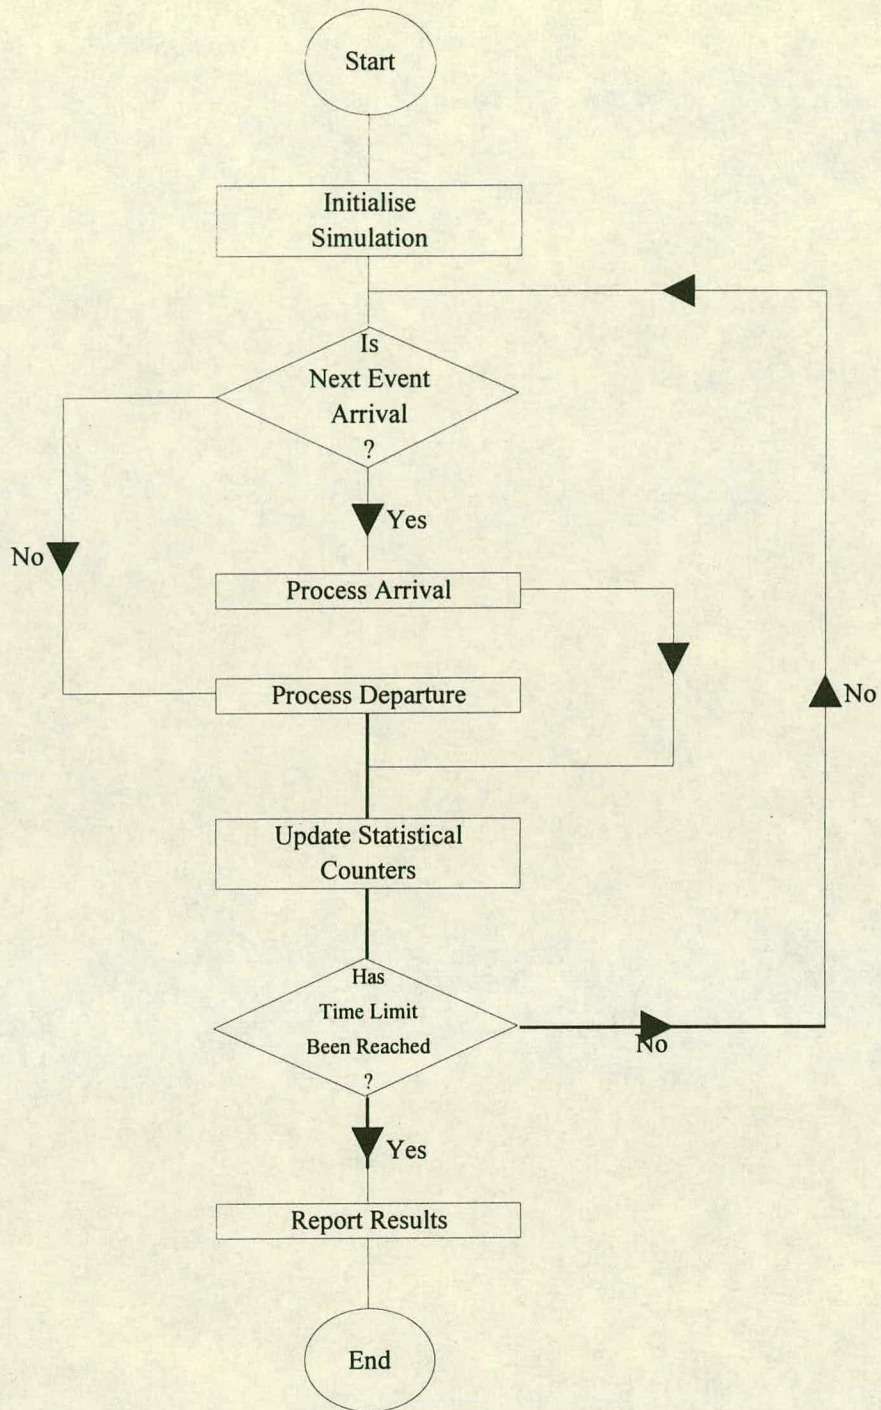 Start
Initialise
Simulation
Is
Next Event
Arrival
?
Yes
No
Process Arrival
Process Departure
No
Update Statistical
Counters
Has
Time Limit
Been Reached
?
No
Yes
Report Results
End